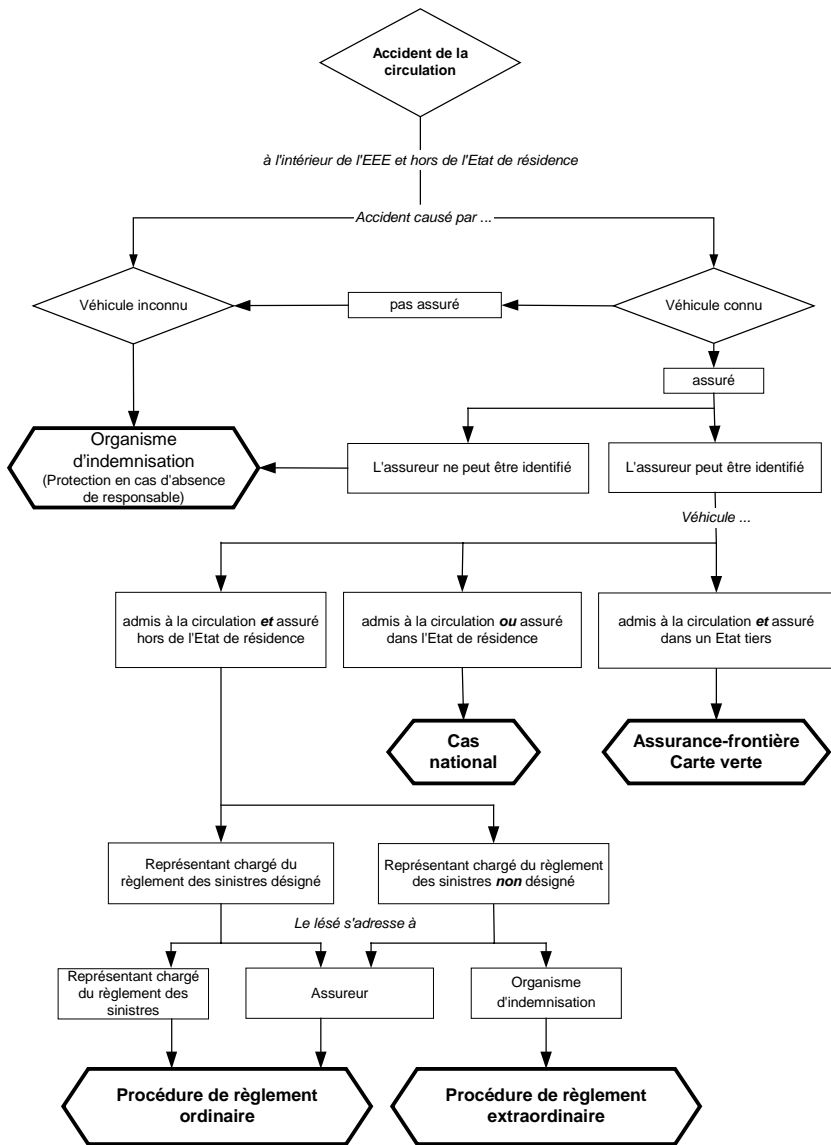 Accident de la
circulation
à l'intérieur de l'EEE et hors de l'Etat de résidence
Accident causé par ...
Véhicule inconnu
pas assuré
Véhicule connu
assuré
Organisme
d'indemnisation
(Protection en cas d'absence
de responsable)
L'assureur ne peut être identifié
L'assureur peut être identifié
Véhicule ...
admis à la circulation et assuré
hors de l'Etat de résidence
admis à la circulation ou assuré
dans l'Etat de résidence
admis à la circulation et assuré
dans un Etat tiers
Cas
national
Assurance-frontière
Carte verte
Représentant chargé du
règlement des sinistres désigné
Représentant chargé du règlement
des sinistres non désigné
Le lésé s'adresse à
Représentant chargé
du règlement des
sinistres
Assureur
Organisme
d'indemnisation
Procédure de règlement
ordinaire
Procédure de règlement
extraordinaire